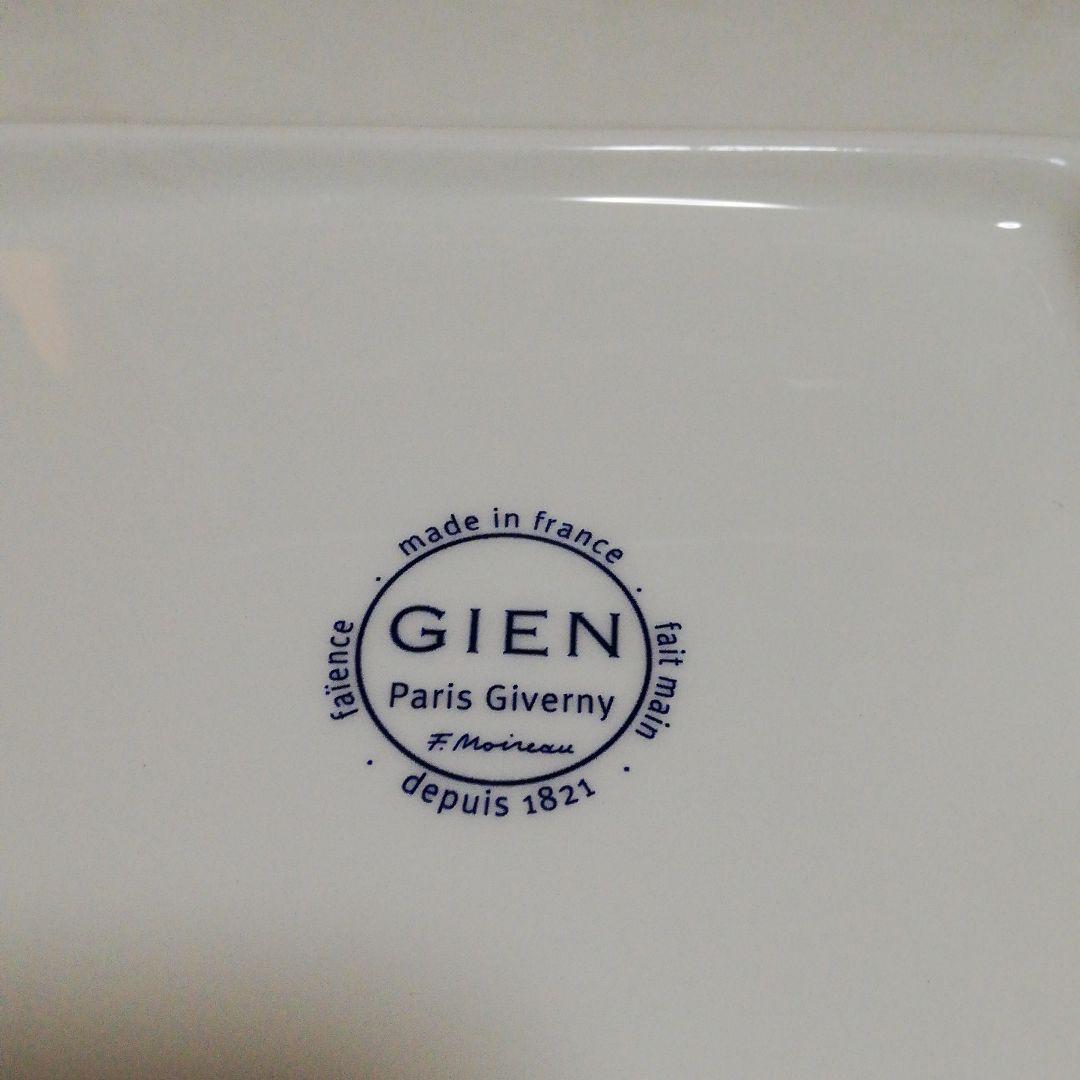 made in france
faïence
GIEN
Paris Giverny
F. Moireau
fait main
depuis 1821